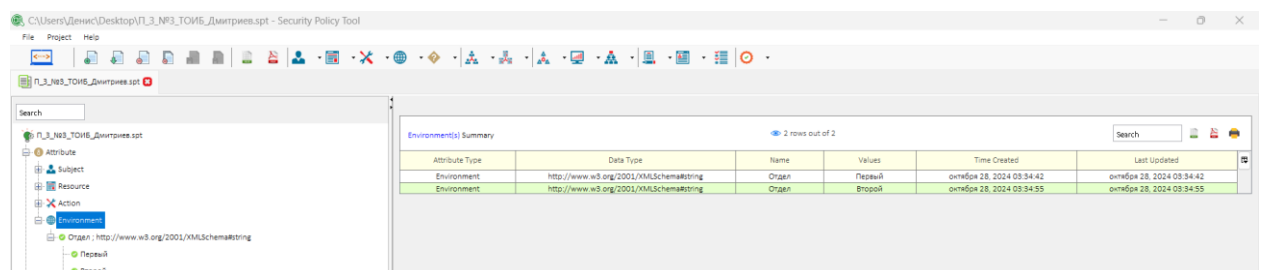 C:\Users\Денис\Desktop\П_3_№3_ТОИБ_Дмитриев.spt - Security Policy Tool
File Project Help
П_3_№3_ТОИБ_Дмитриев.spt
Search
П_3_№3_ТОИБ_Дмитриев.spt
Attribute
Subject
Resource
Action
Environment
Отдел ; http://www.w3.org/2001/XMLSchema#string
Первый
Environment(s) Summary 2 rows out of 2 Search
Attribute Type Data Type Name Values Time Created Last Updated
Environment http://www.w3.org/2001/XMLSchema#string Отдел Первый октября 28, 2024 03:34:42 октября 28, 2024 03:34:42
Environment http://www.w3.org/2001/XMLSchema#string Отдел Второй октября 28, 2024 03:34:55 октября 28, 2024 03:34:55